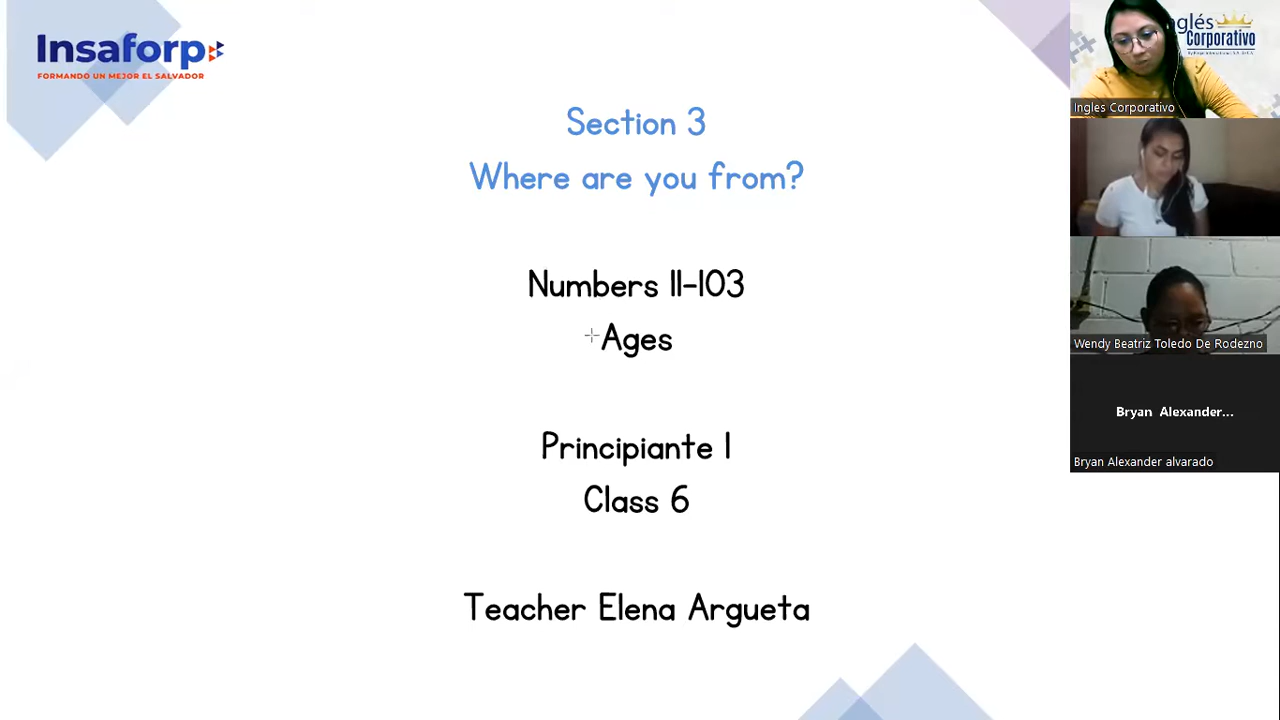 Insaforp
FORMANDO UN MEJOR EL SALVADOR
Section 3
Where are you from?
Numbers 11-103
Ages
Principiante 1
Class 6
Teacher Elena Argueta
Inglés
Corporativo
Ingles Corporativo
Wendy Beatriz Toledo De Rodezno
Bryan Alexander...
Bryan Alexander alvarado